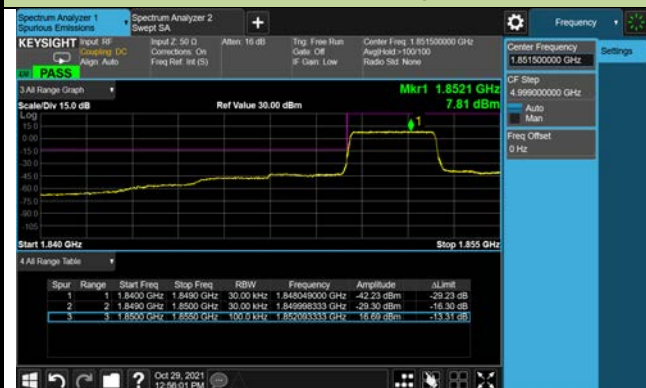 Spectrum Analyzer 1
Spurious Emissions
Spectrum Analyzer 2
Swept SA
Frequency
KEYSIGHT
Input: RF
Coupling: DC
Align: Auto
Input Z: 50 Ω
Corrections: On
Freq Ref: Int (S)
Atten: 16 dB
Trig: Free Run
Gate: Off
IF Gain: Low
Center Freq: 1.851500000 GHz
Avg|Hold:>100/100
Radio Std: None
PASS
3 All Range Graph
Scale/Div 15.0 dB
Ref Value 30.00 dBm
Mkr1 1.8521 GHz
7.81 dBm
Log
15.0
0.00
-15.0
-30.0
-45.0
-60.0
-75.0
-90.0
-105
1
Start 1.840 GHz
Stop 1.855 GHz
4 All Range Table
Spur Range Start Freq Stop Freq RBW Frequency Amplitude ΔLimit
1 1 1.8400 GHz 1.8490 GHz 30.00 kHz 1.848049000 GHz -42.23 dBm -29.23 dB
2 2 1.8490 GHz 1.8500 GHz 30.00 kHz 1.849998333 GHz -29.30 dBm -16.30 dB
3 3 1.8500 GHz 1.8550 GHz 100.0 kHz 1.852093333 GHz 16.69 dBm -13.31 dB
Center Frequency
1.851500000 GHz
Settings
CF Step
4.999000000 GHz
Auto
Man
Freq Offset
0 Hz
Oct 29, 2021
12:56:01 PM